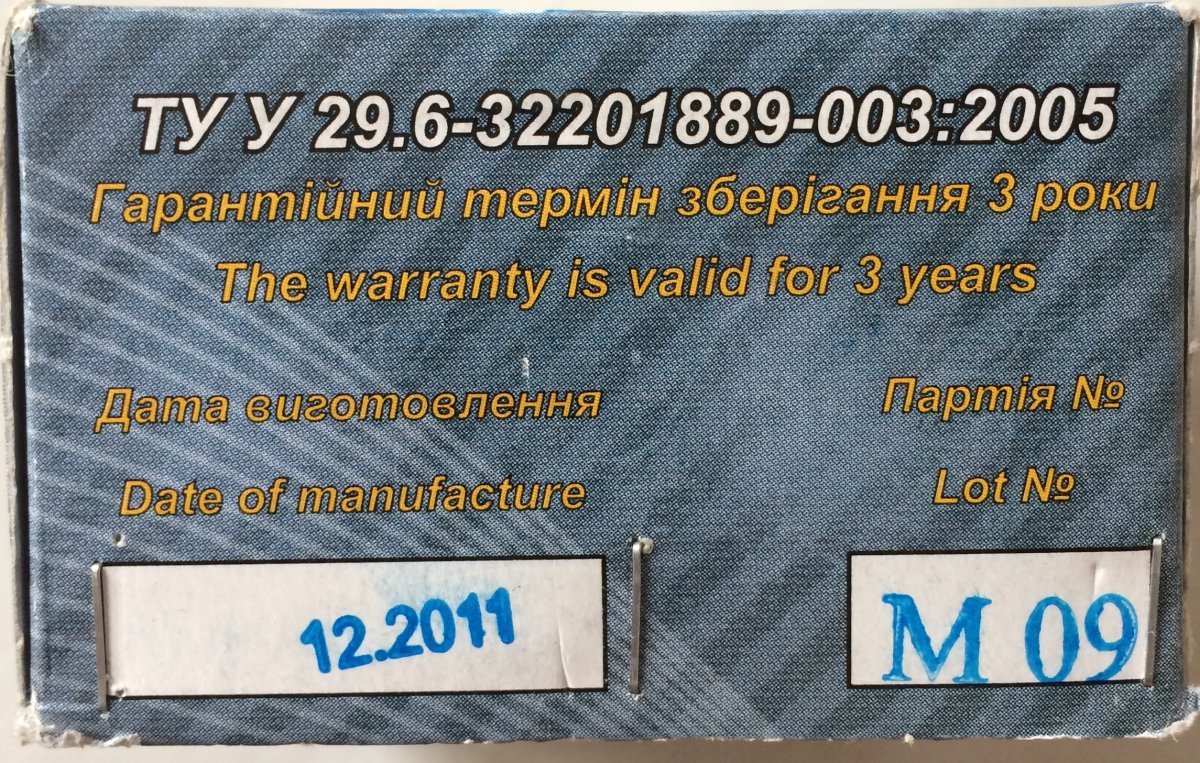 ТУ У 29.6-32201889-003:2005
Гарантійний термін зберігання 3 роки
The warranty is valid for 3 years
Дата виготовлення
Партія №
Date of manufacture
Lot №
12.2011
М 09